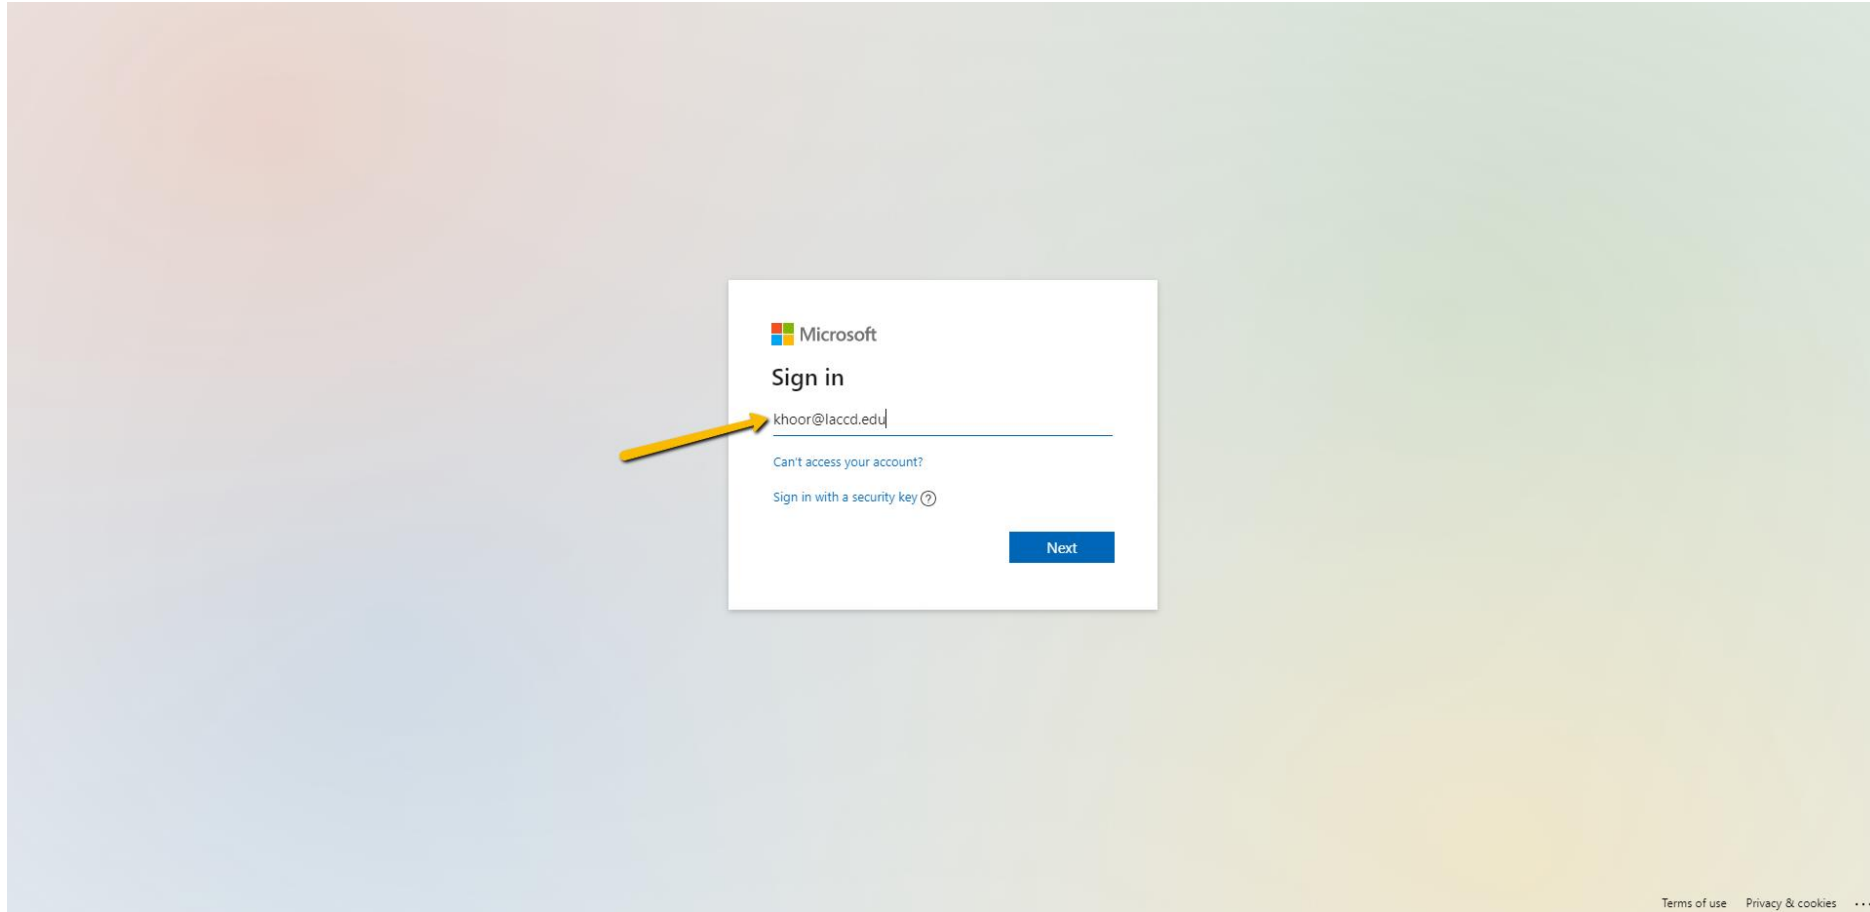 Microsoft
Sign in
khoor@laccd.edu
Can't access your account?
Sign in with a security key ?
Next
Terms of use Privacy & cookies ...